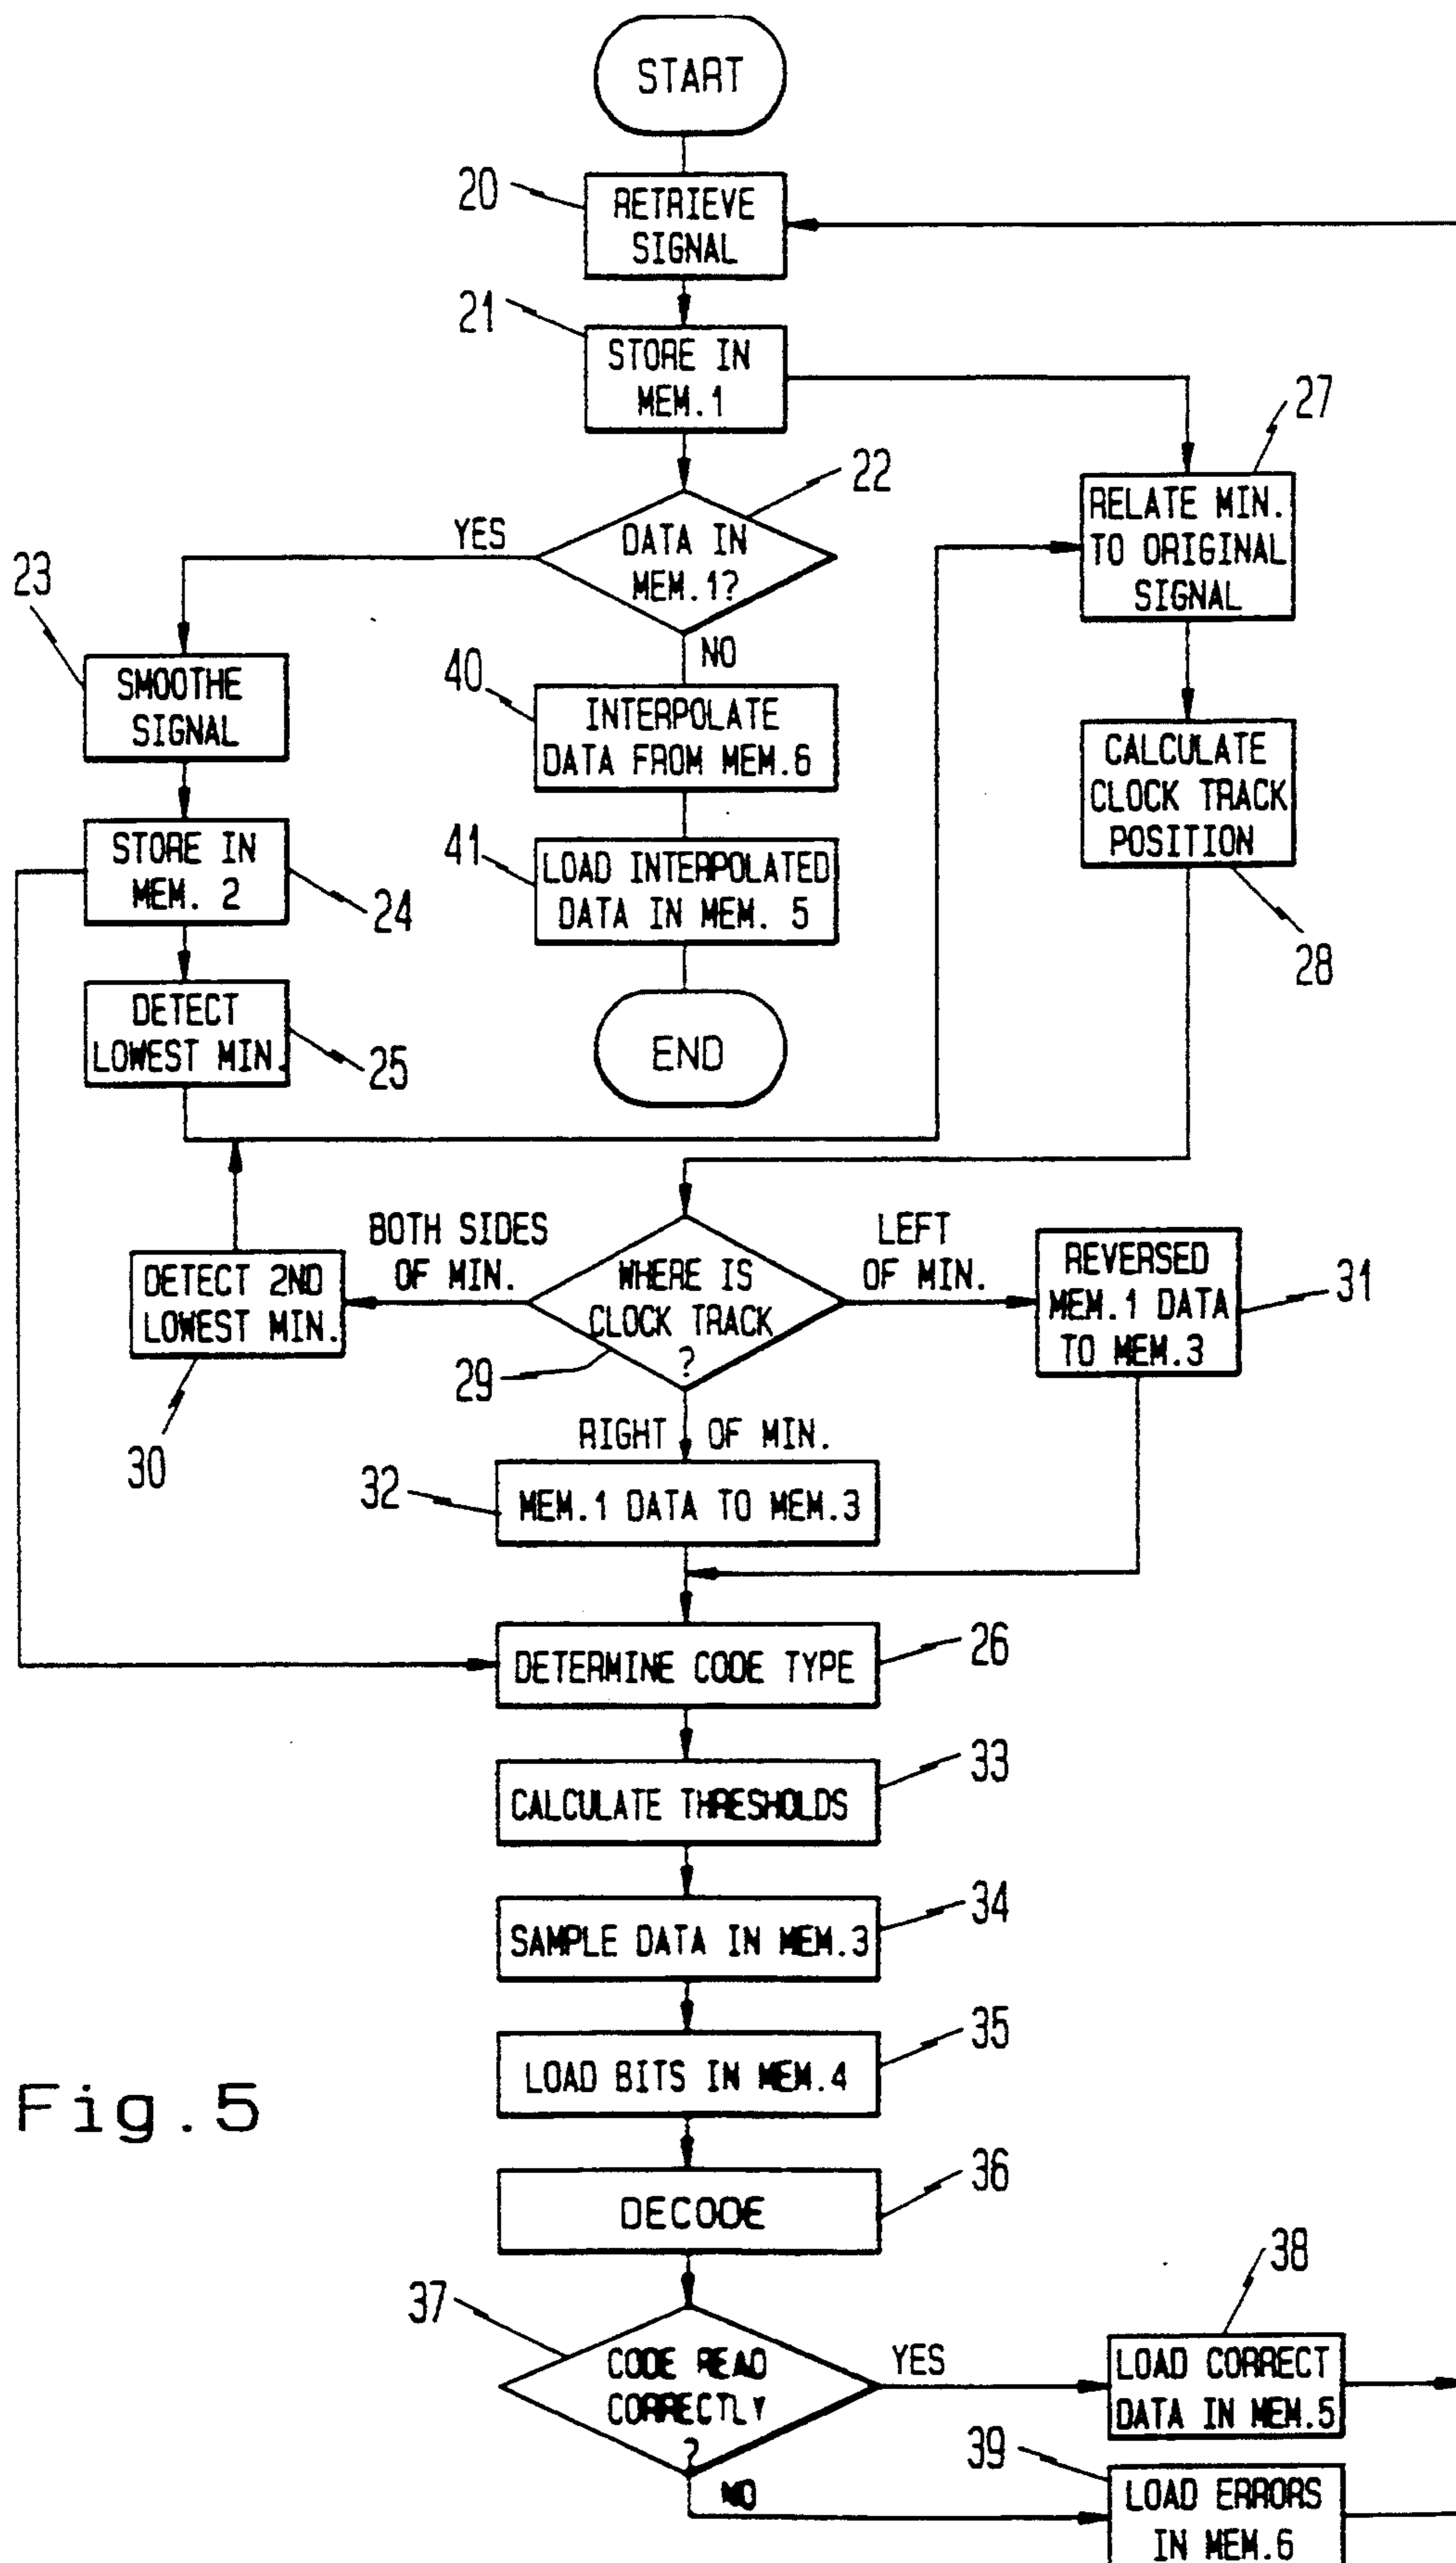 START
20
RETRIEVE
SIGNAL
21
STORE IN
MEM.1
27
RELATE MIN.
TO ORIGINAL
SIGNAL
22
DATA IN
MEM.1?
YES
NO
23
SMOOTHE
SIGNAL
40
INTERPOLATE
DATA FROM MEM.6
CALCULATE
CLOCK TRACK
POSITION
28
STORE IN
MEM. 2
24
41
LOAD INTERPOLATED
DATA IN MEM. 5
DETECT
LOWEST MIN.
25
END
BOTH SIDES
OF MIN.
WHERE IS
CLOCK TRACK
?
29
LEFT
OF MIN.
REVERSED
MEM.1 DATA
TO MEM.3
31
DETECT 2ND
LOWEST MIN.
30
RIGHT OF MIN.
32
MEM.1 DATA TO MEM.3
DETERMINE CODE TYPE
26
CALCULATE THRESHOLDS
33
SAMPLE DATA IN MEM.3
34
LOAD BITS IN MEM.4
35
Fig.5
DECODE
36
37
CODE READ
CORRECTLY
?
YES
NO
38
LOAD CORRECT
DATA IN MEM.5
39
LOAD ERRORS
IN MEM.6